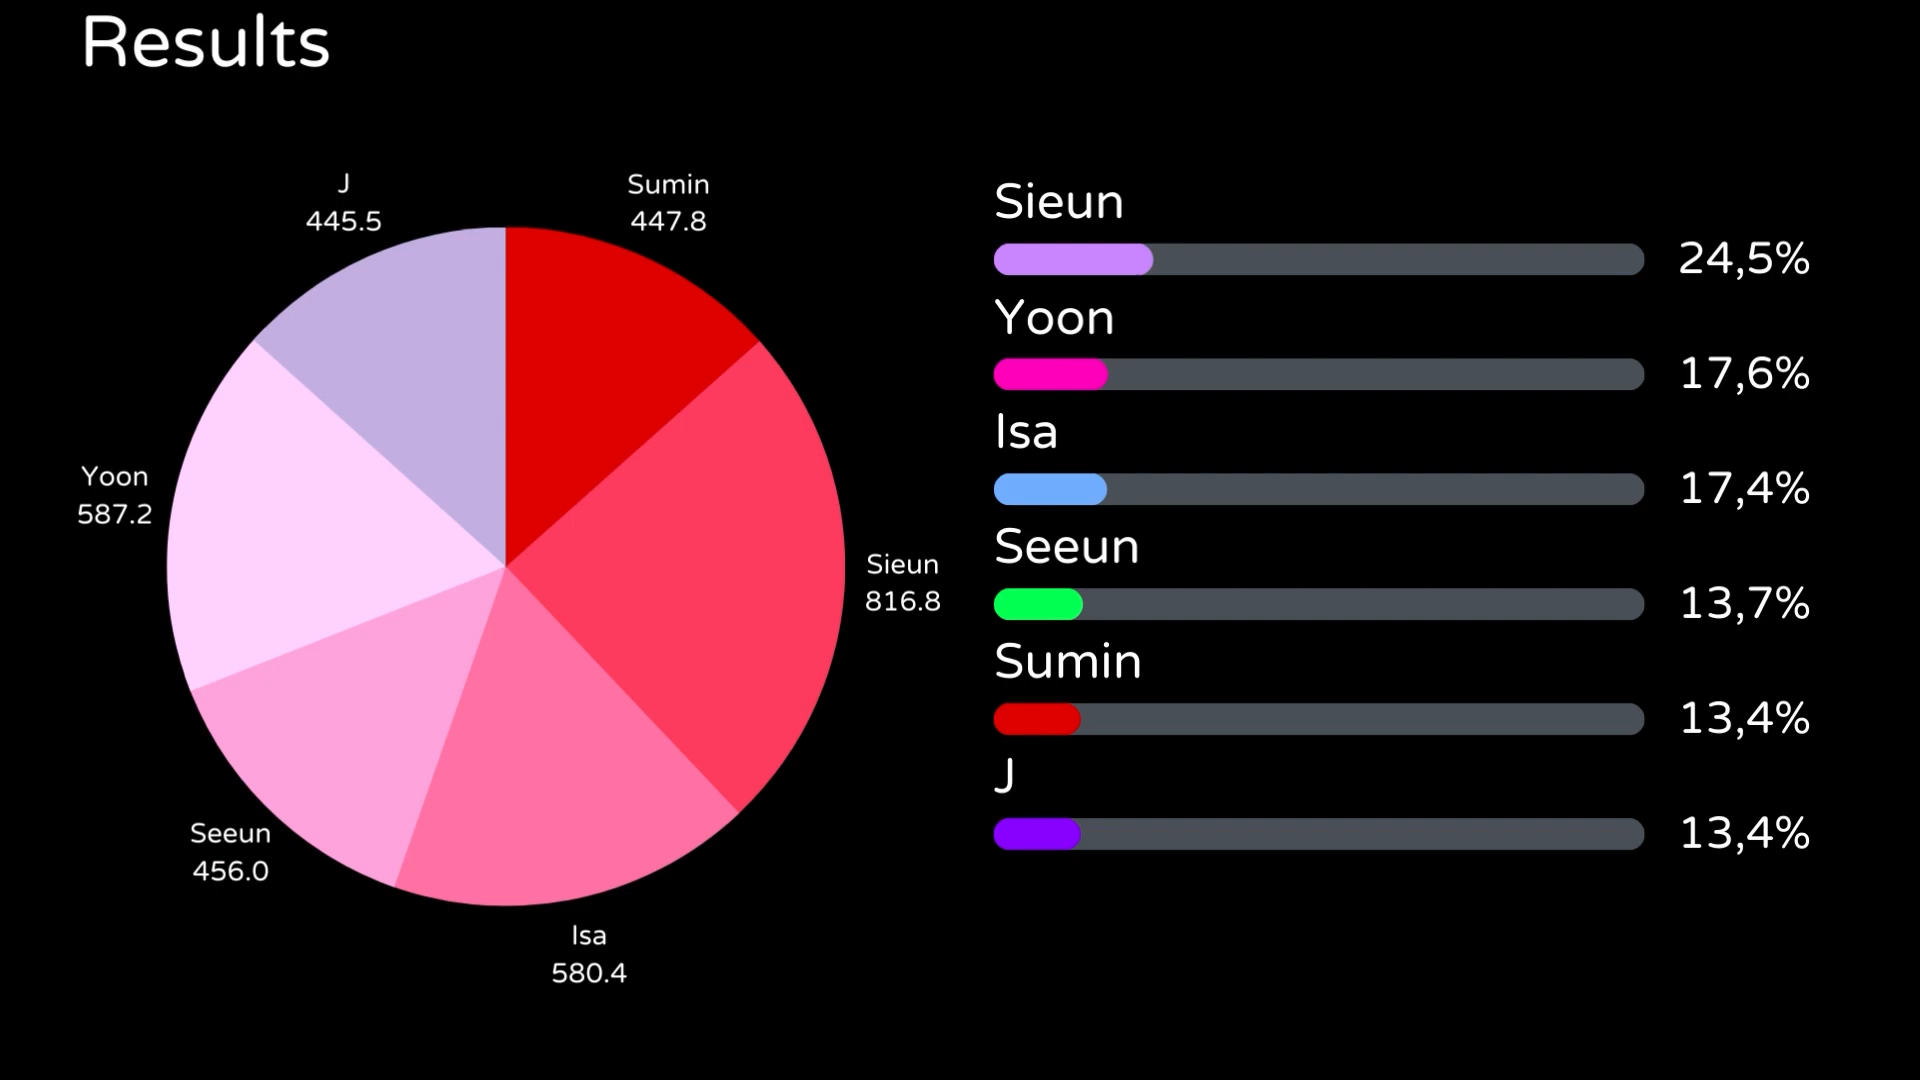 Results
J
445.5
Sumin
447.8
Yoon
587.2
Sieun
816.8
Seeun
456.0
Isa
580.4
Sieun
24,5%
Yoon
17,6%
Isa
17,4%
Seeun
13,7%
Sumin
13,4%
J
13,4%